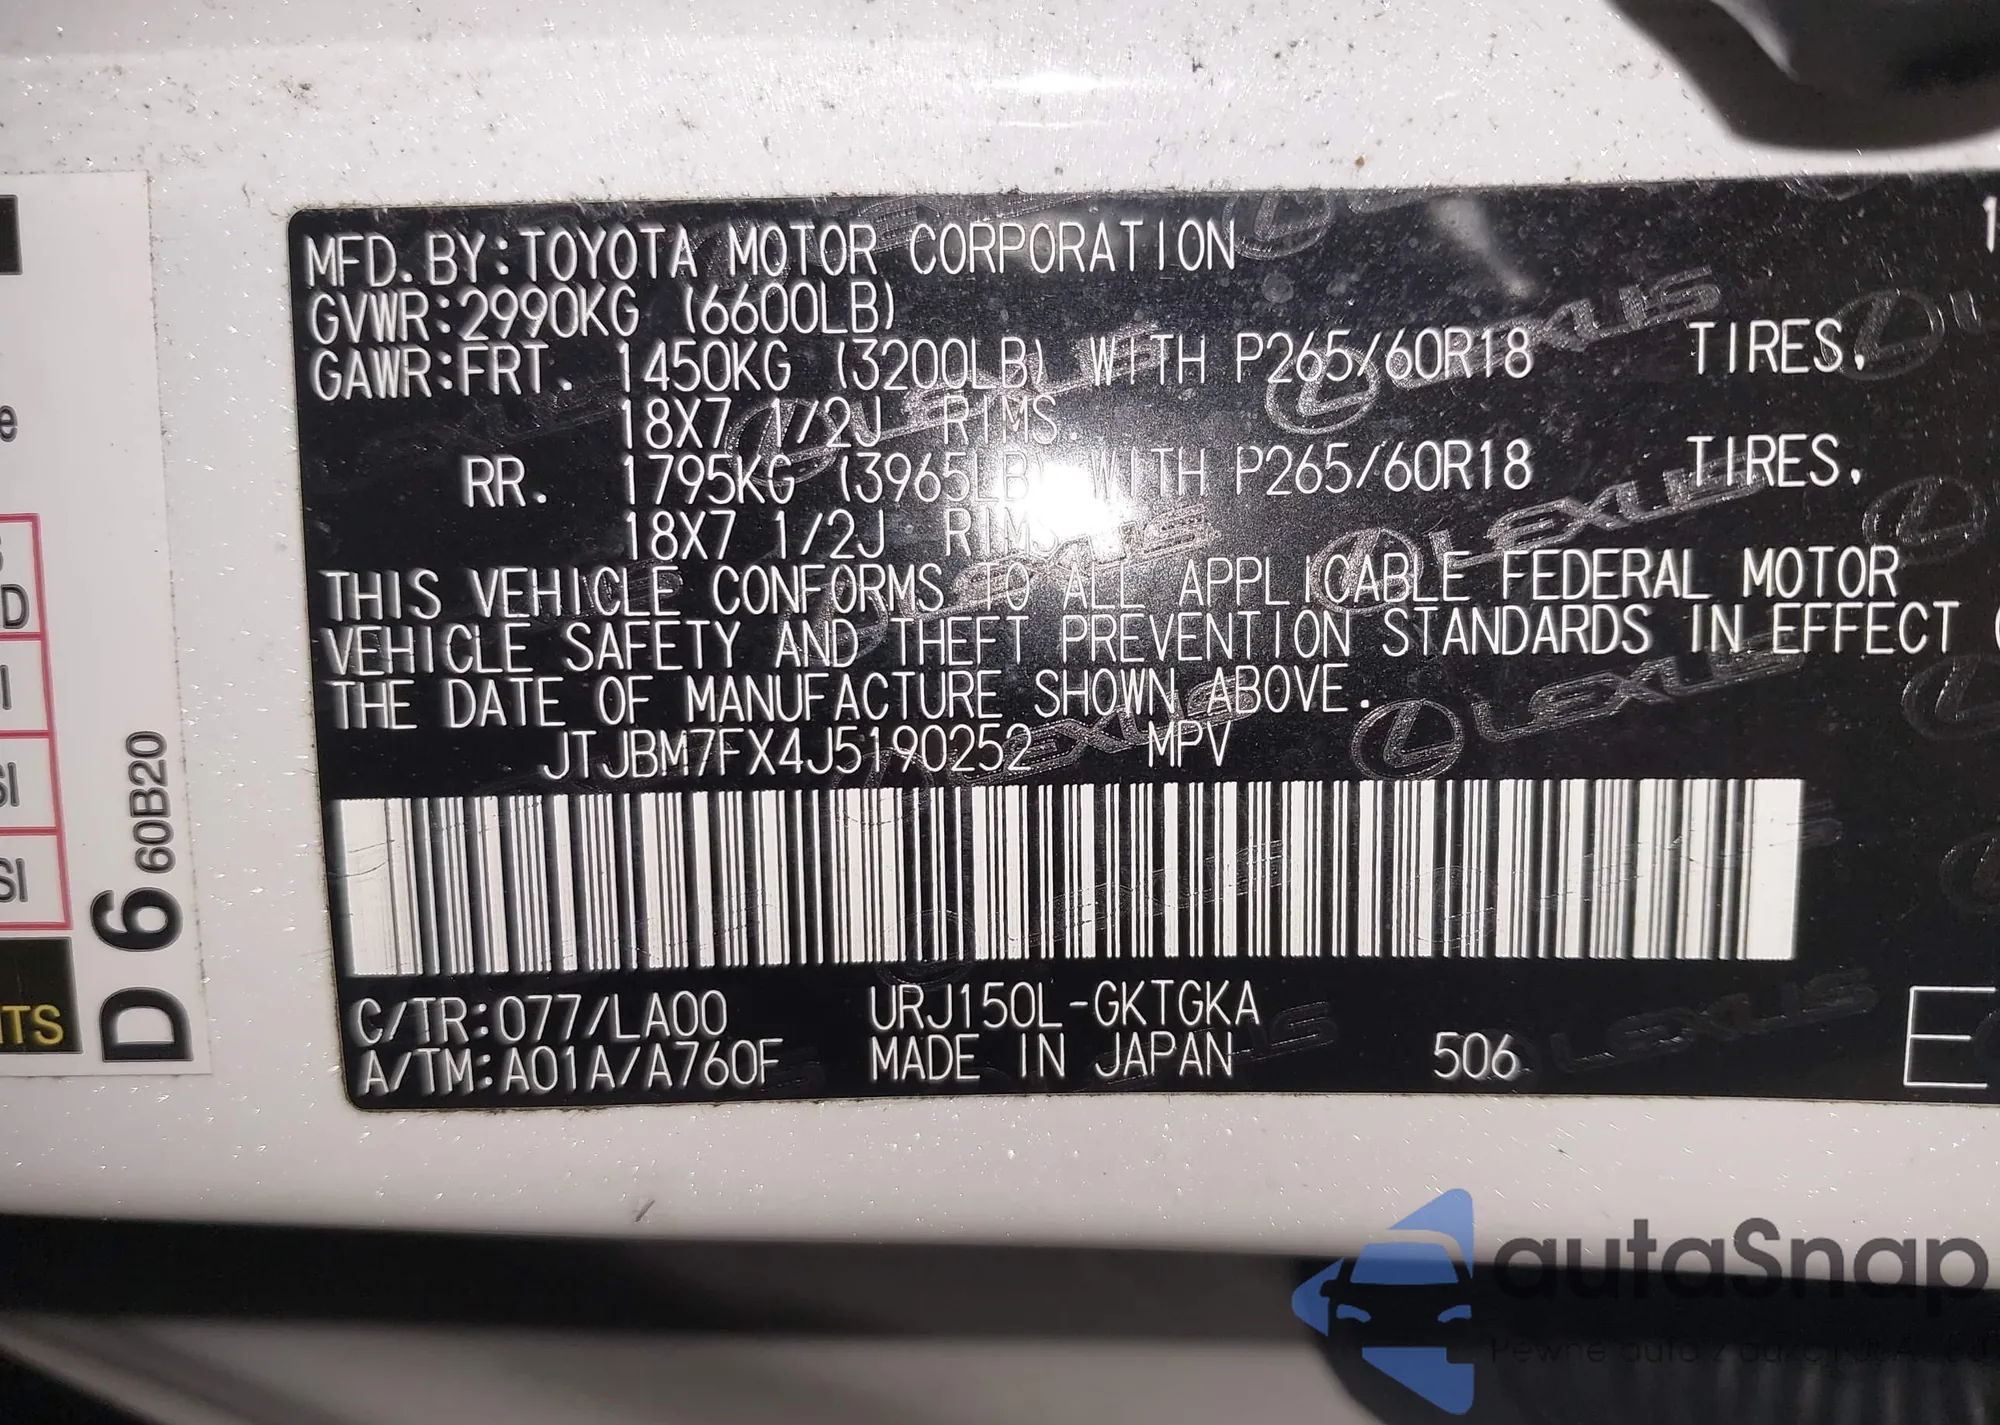 MFD. BY: TOYOTA MOTOR CORPORATION
GVWR: 2990KG (6600LB)
GAWR: FRT. 1450KG (3200LB) WITH P265/60R18 TIRES,
18X7 1/2J RIMS.
RR. 1795KG (3965LB) WITH P265/60R18 TIRES,
18X7 1/2J RIMS
THIS VEHICLE CONFORMS TO ALL APPLICABLE FEDERAL MOTOR
VEHICLE SAFETY AND THEFT PREVENTION STANDARDS IN EFFECT
THE DATE OF MANUFACTURE SHOWN ABOVE.
JTJBM7FX4J5190252 MPV
C/TR: 077/LA00 URJ150L-GKTGKA
A/TM: A01A/A760F MADE IN JAPAN 506 E
D 6 60B20
LEXUS
autaSnap